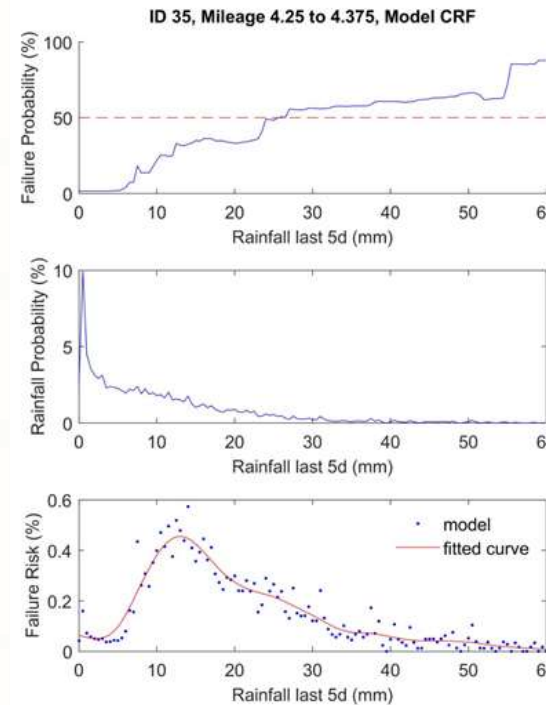 ID 35, Mileage 4.25 to 4.375, Model CRF
Failure Probability (%)
100
50
0
0 10 20 30 40 50 60
Rainfall last 5d (mm)
Rainfall Probability (%)
10
5
0
0 10 20 30 40 50 60
Rainfall last 5d (mm)
Failure Risk (%)
0.6
0.4
0.2
0
model
fitted curve
0 10 20 30 40 50 60
Rainfall last 5d (mm)